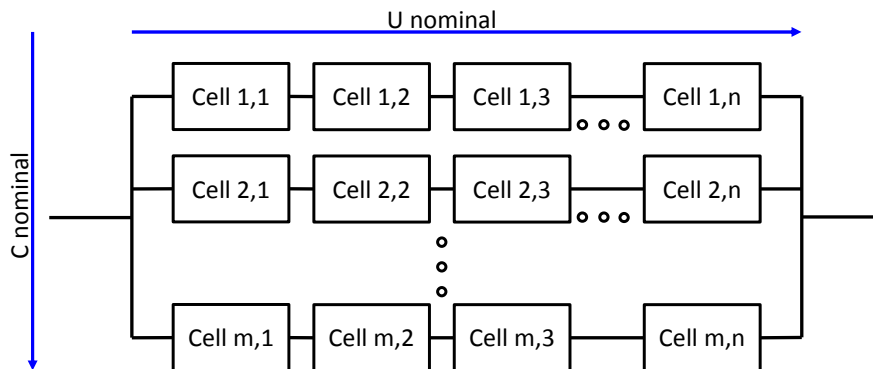 U nominal
C nominal
Cell 1,1 Cell 1,2 Cell 1,3 Cell 1,n
Cell 2,1 Cell 2,2 Cell 2,3 Cell 2,n
Cell m,1 Cell m,2 Cell m,3 Cell m,n